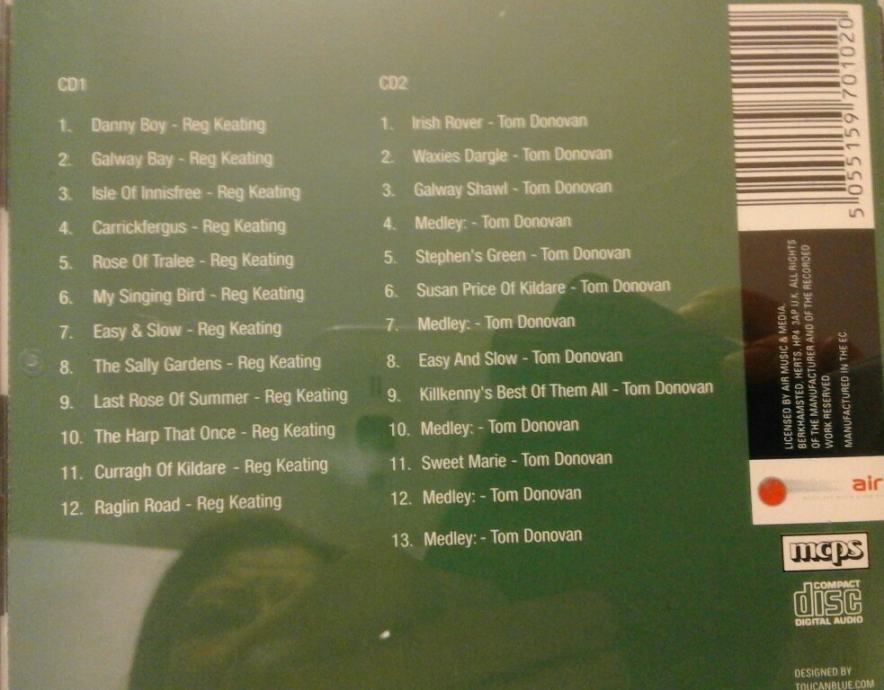 CD1
1. Danny Boy - Reg Keating
2. Galway Bay - Reg Keating
3. Isle Of Innisfree - Reg Keating
4. Carrickfergus - Reg Keating
5. Rose Of Tralee - Reg Keating
6. My Singing Bird - Reg Keating
7. Easy & Slow - Reg Keating
8. The Sally Gardens - Reg Keating
9. Last Rose Of Summer - Reg Keating
10. The Harp That Once - Reg Keating
11. Curragh Of Kildare - Reg Keating
12. Raglin Road - Reg Keating
CD2
1. Irish Rover - Tom Donovan
2. Waxies Dargle - Tom Donovan
3. Galway Shawl - Tom Donovan
4. Medley: - Tom Donovan
5. Stephen's Green - Tom Donovan
6. Susan Price Of Kildare - Tom Donovan
7. Medley: - Tom Donovan
8. Easy And Slow - Tom Donovan
9. Killkenny's Best Of Them All - Tom Donovan
10. Medley: - Tom Donovan
11. Sweet Marie - Tom Donovan
12. Medley: - Tom Donovan
13. Medley: - Tom Donovan
5 055159 701020
LICENSED BY AIR MUSIC & MEDIA,
BERKHAMSTED, HERTS, HP4 3AP U.K. ALL RIGHTS
OF THE MANUFACTURER AND OF THE RECORDED
WORK RESERVED.
MANUFACTURED IN THE EC
air
mcps
COMPACT
disc
DIGITAL AUDIO
DESIGNED BY
TOUCANBLUE.COM